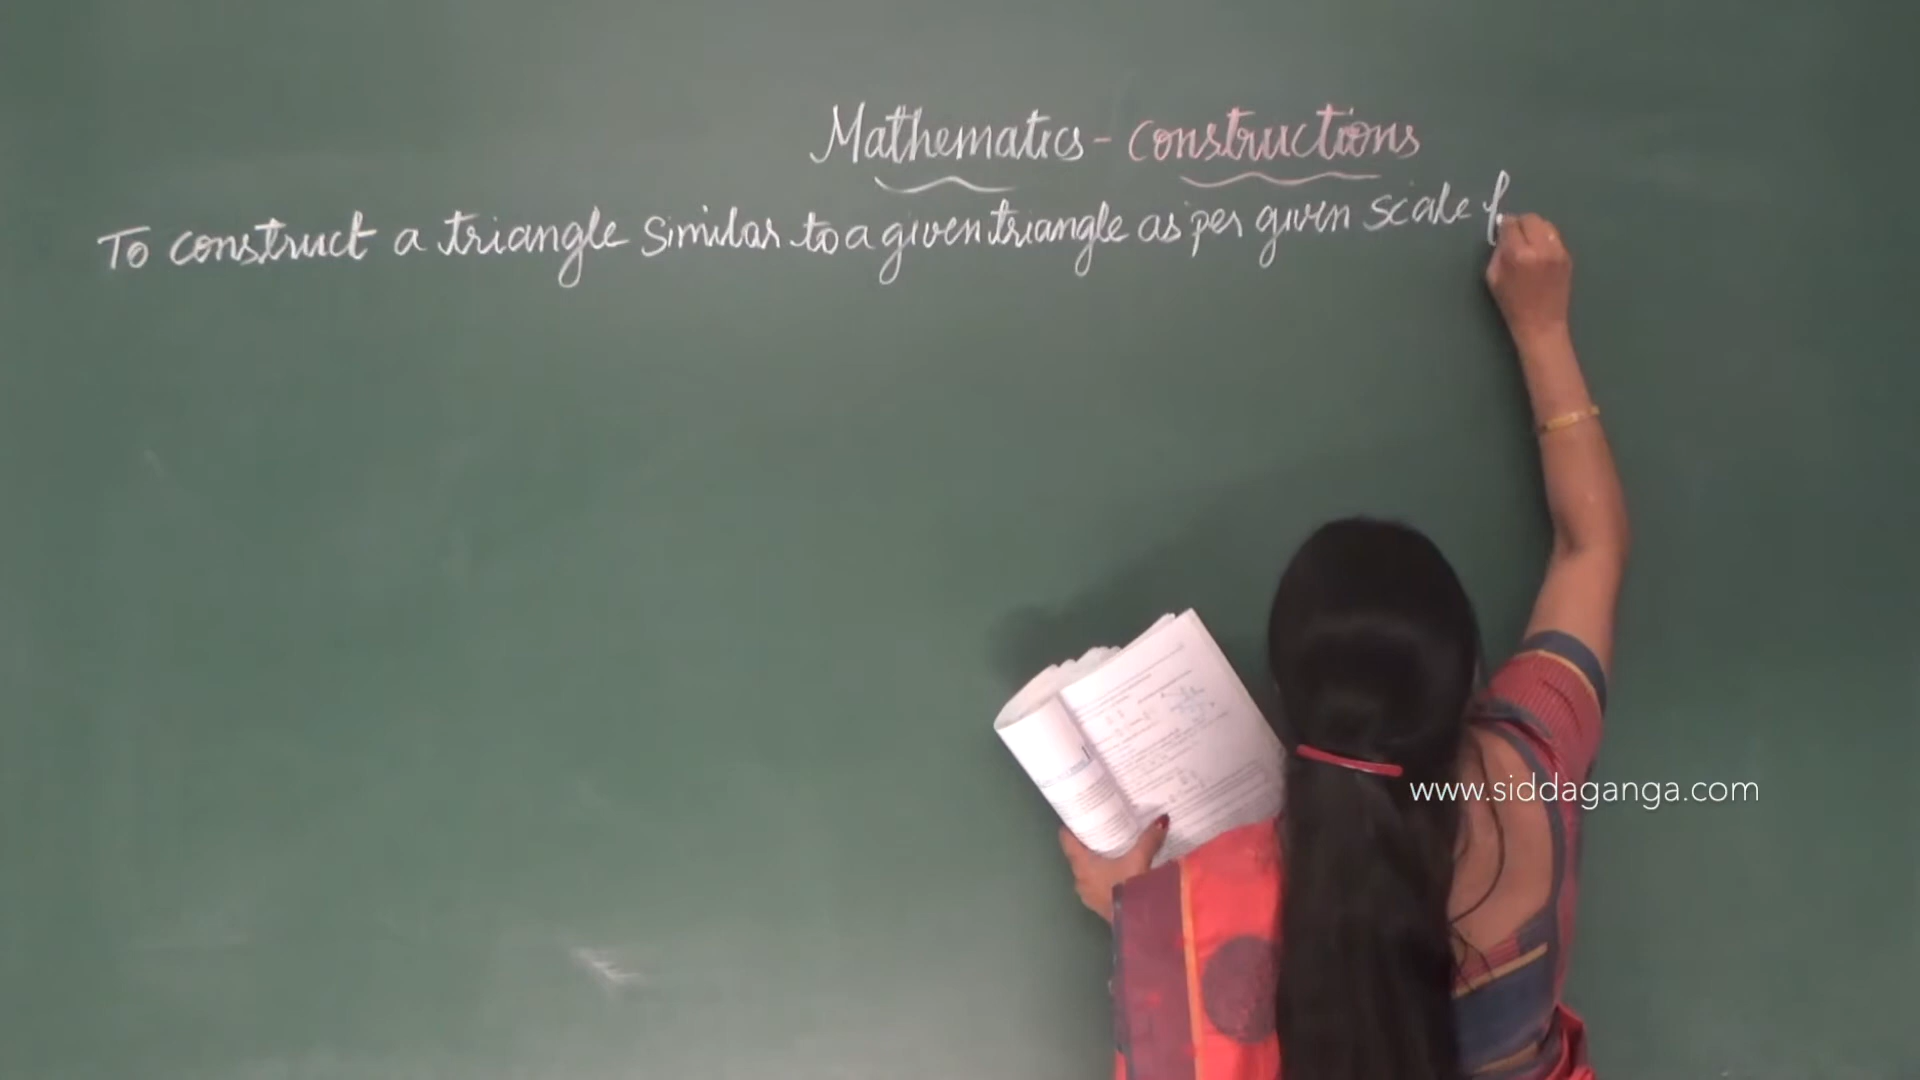 Mathematics - constructions
To construct a triangle similar to a given triangle as per given scale f
www.siddaganga.com